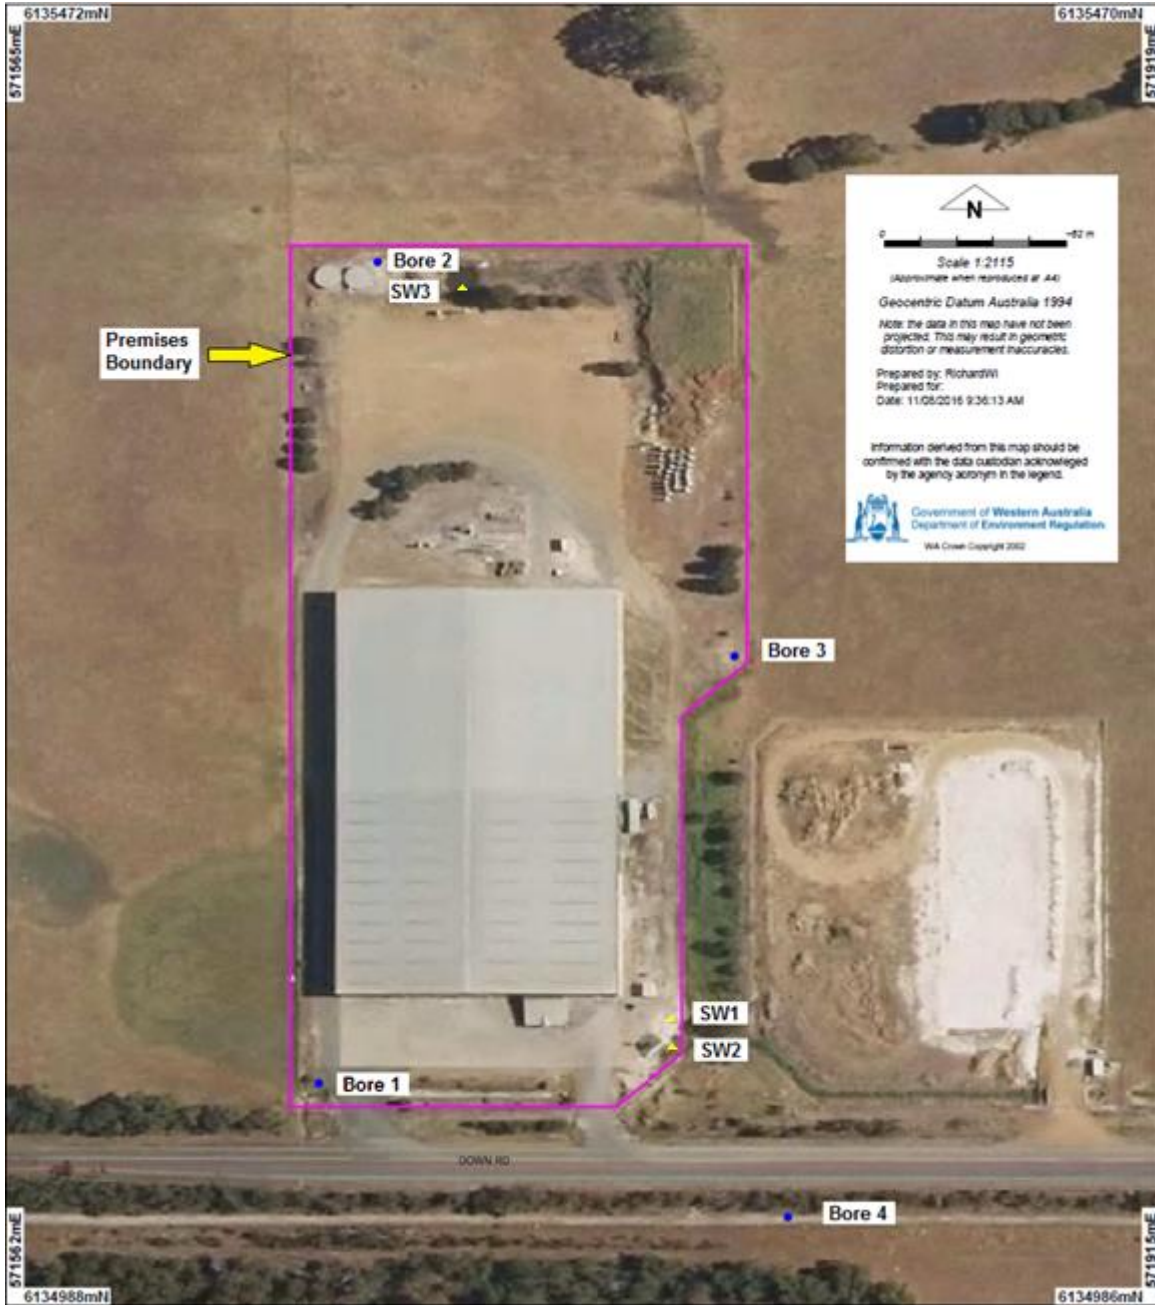 6135472mN
6135470mN
571565mE
571919mE
N
0
~62 m
Scale 1:2115
(Approximate when reproduced at A4)
Geocentric Datum Australia 1994
Note: the data in this map have not been
projected. This may result in geometric
distortion or measurement inaccuracies.
Prepared by: RichardWi
Prepared for:
Date: 11/08/2016 9:36:13 AM
Information derived from this map should be
confirmed with the data custodian acknowleged
by the agency acronym in the legend.
Government of Western Australia
Department of Environment Regulation
WA Crown Copyright 2002
Bore 2
SW3
Premises
Boundary
Bore 3
SW1
SW2
Bore 1
DOWN RD
Bore 4
571562mE
571915mE
6134988mN
6134986mN